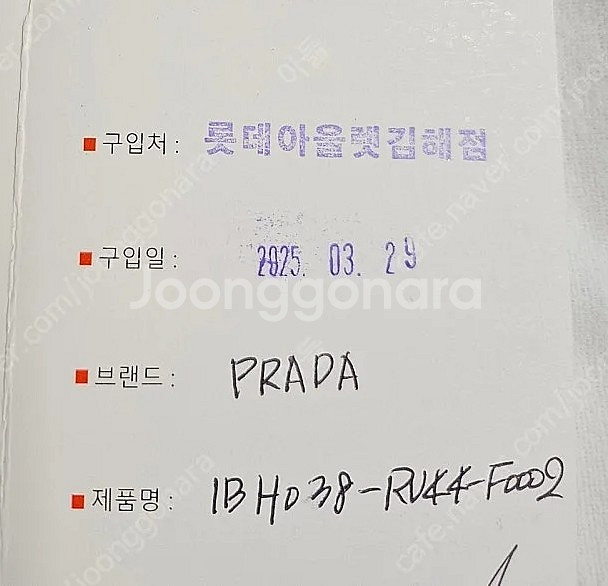 ■ 구입처 : 롯데아울렛김해점
■ 구입일 : 2025. 03. 29
Joonggonara
■ 브랜드 : PRADA
■ 제품명 : 1BH038-RV44-F0002